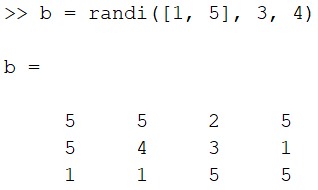 >> b = randi([1, 5], 3, 4)
b =
5 5 2 5
5 4 3 1
1 1 5 5